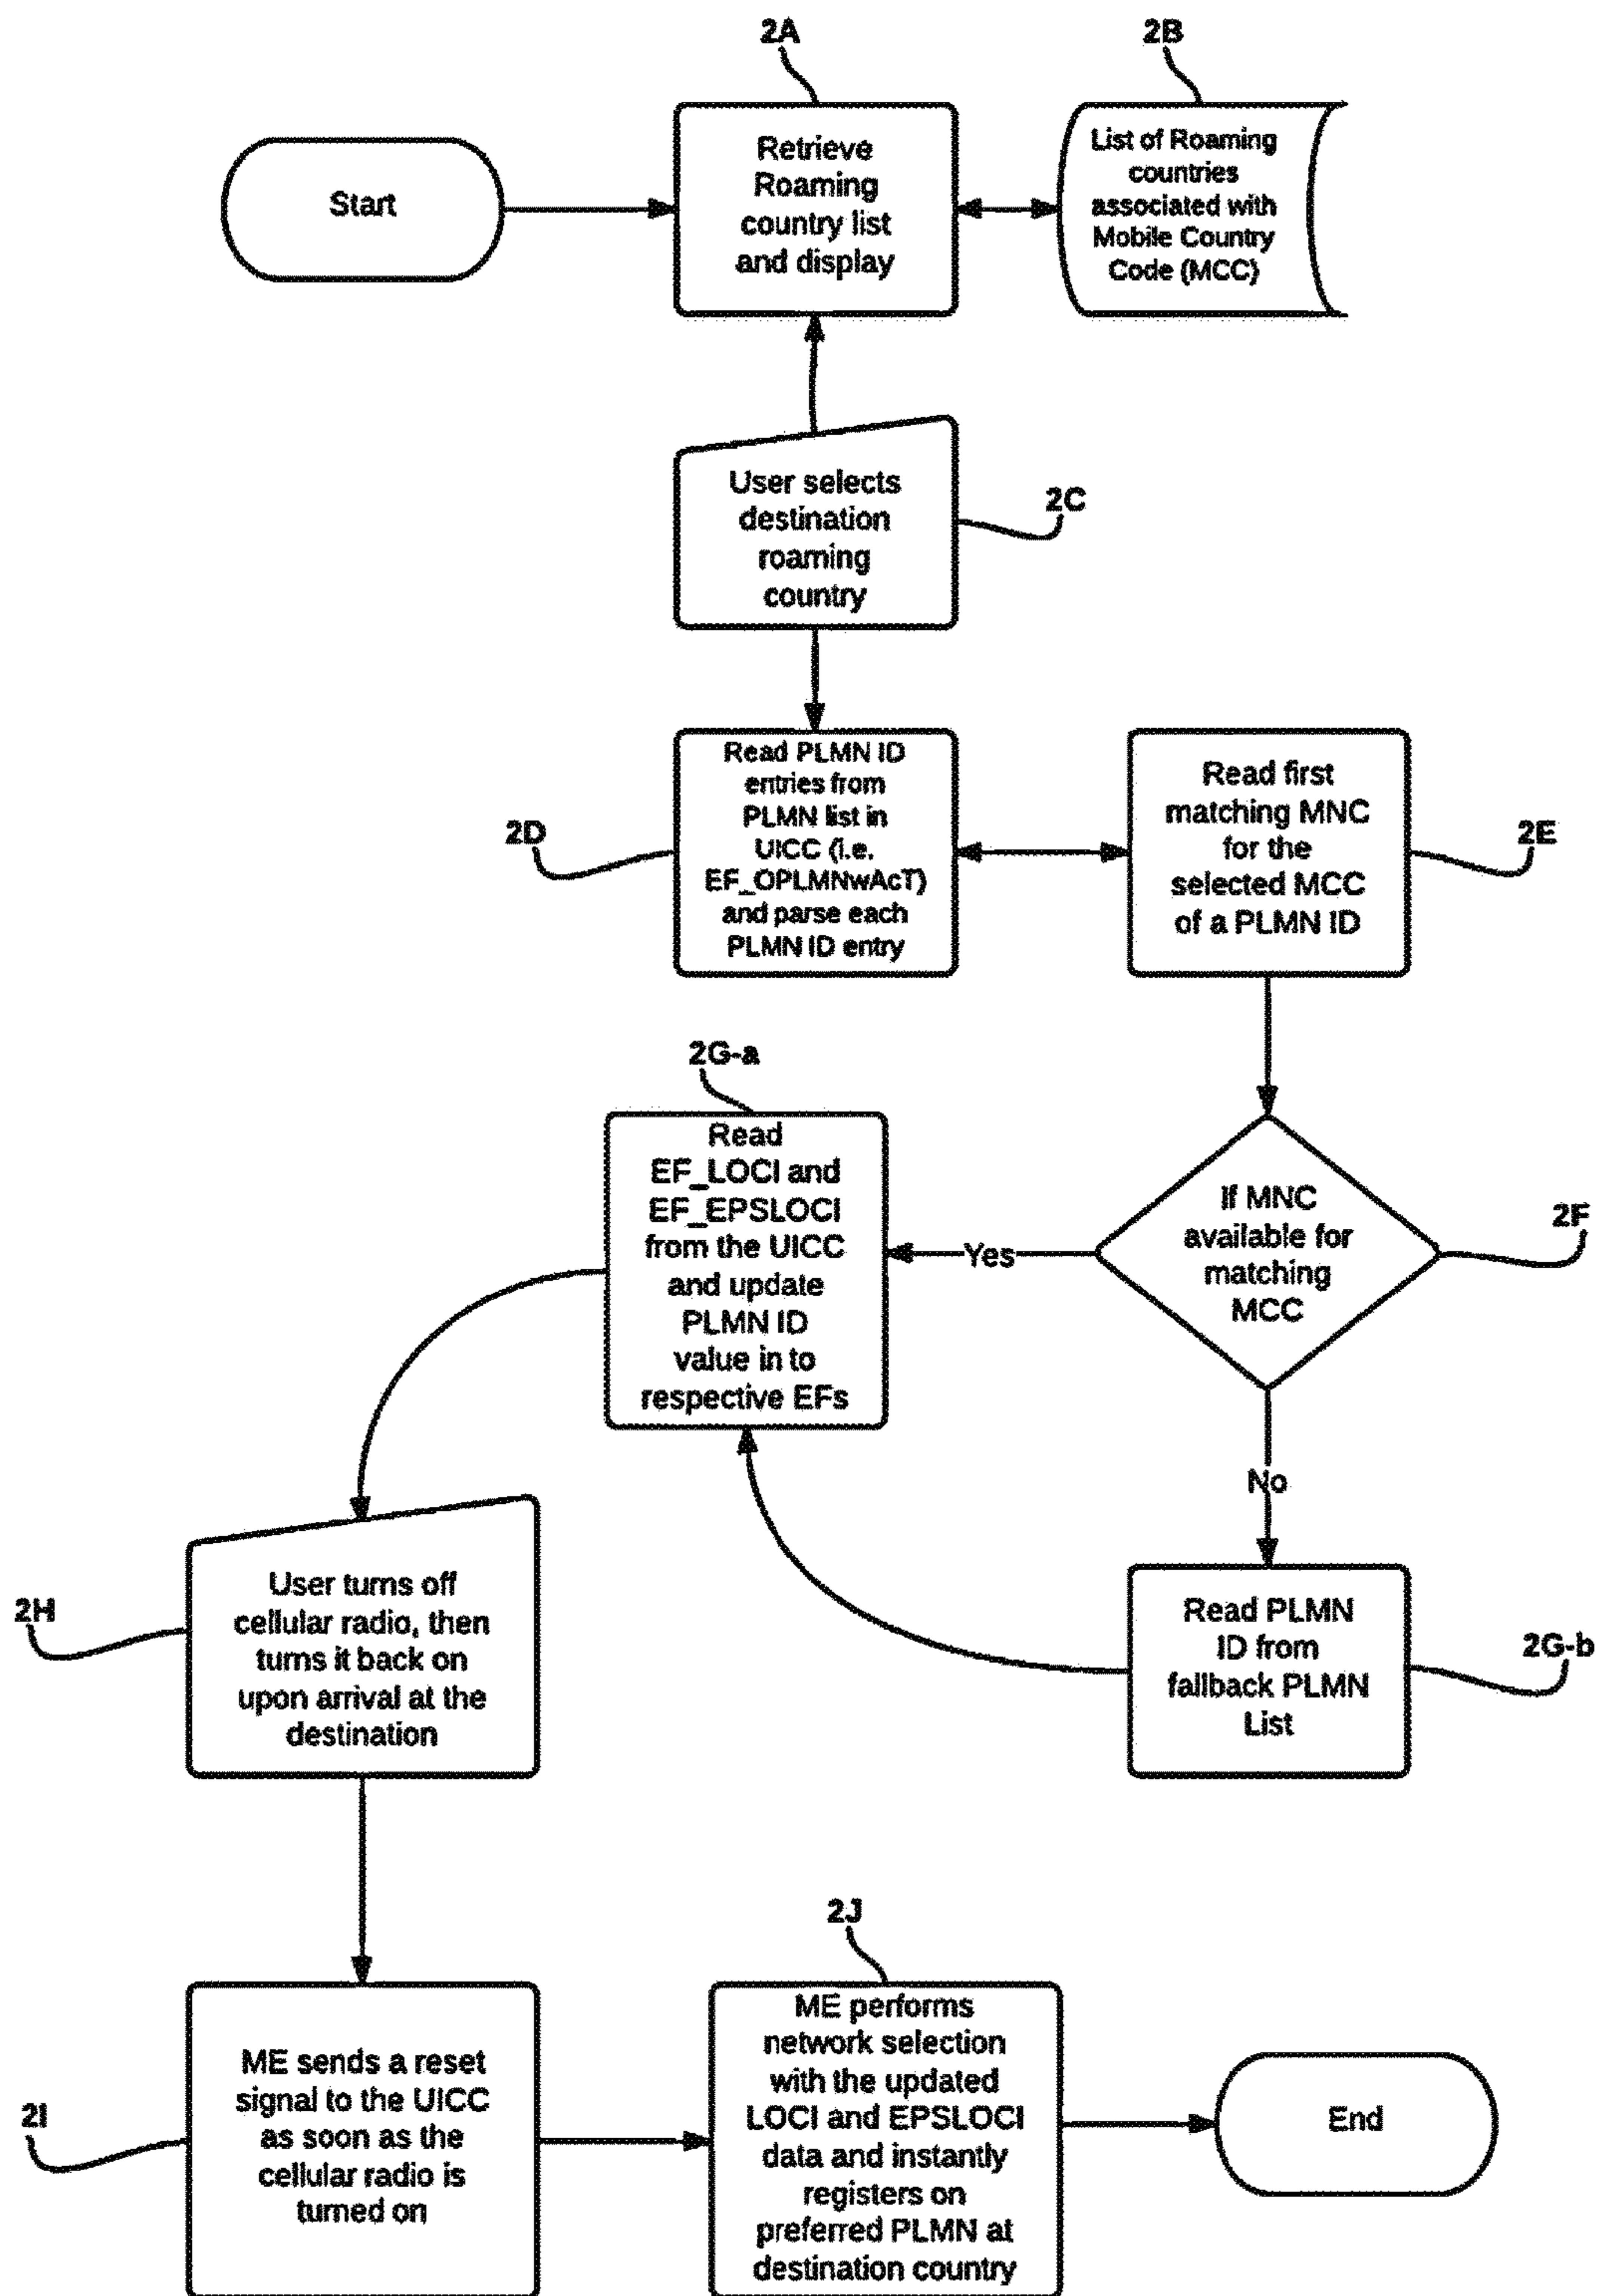 2A
2B
Start
Retrieve
Roaming
country list
and display
List of Roaming
countries
associated with
Mobile Country
Code (MCC)
User selects
destination
roaming
country
2C
2D
Read PLMN ID
entries from
PLMN list in
UICC (i.e.
EF_OPLMNwAcT)
and parse each
PLMN ID entry
Read first
matching MNC
for the
selected MCC
of a PLMN ID
2E
2G-a
Read
EF_LOCI and
EF_EPSLOCI
from the UICC
and update
PLMN ID
value in to
respective EFs
Yes
If MNC
available for
matching
MCC
2F
No
2H
User turns off
cellular radio, then
turns it back on
upon arrival at the
destination
Read PLMN
ID from
fallback PLMN
List
2G-b
2I
ME sends a reset
signal to the UICC
as soon as the
cellular radio is
turned on
2J
ME performs
network selection
with the updated
LOCI and EPSLOCI
data and instantly
registers on
preferred PLMN at
destination country
End